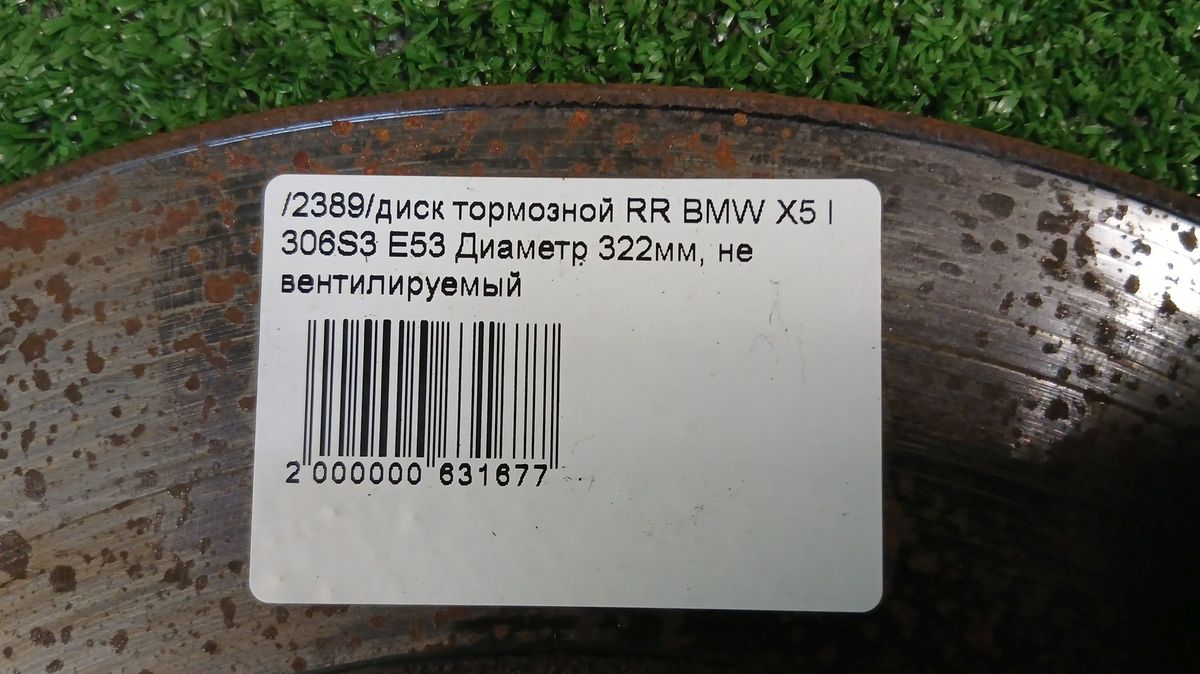 /2389/диск тормозной RR BMW X5 I
306S3 E53 Диаметр 322мм, не
вентилируемый
2 000000 631677